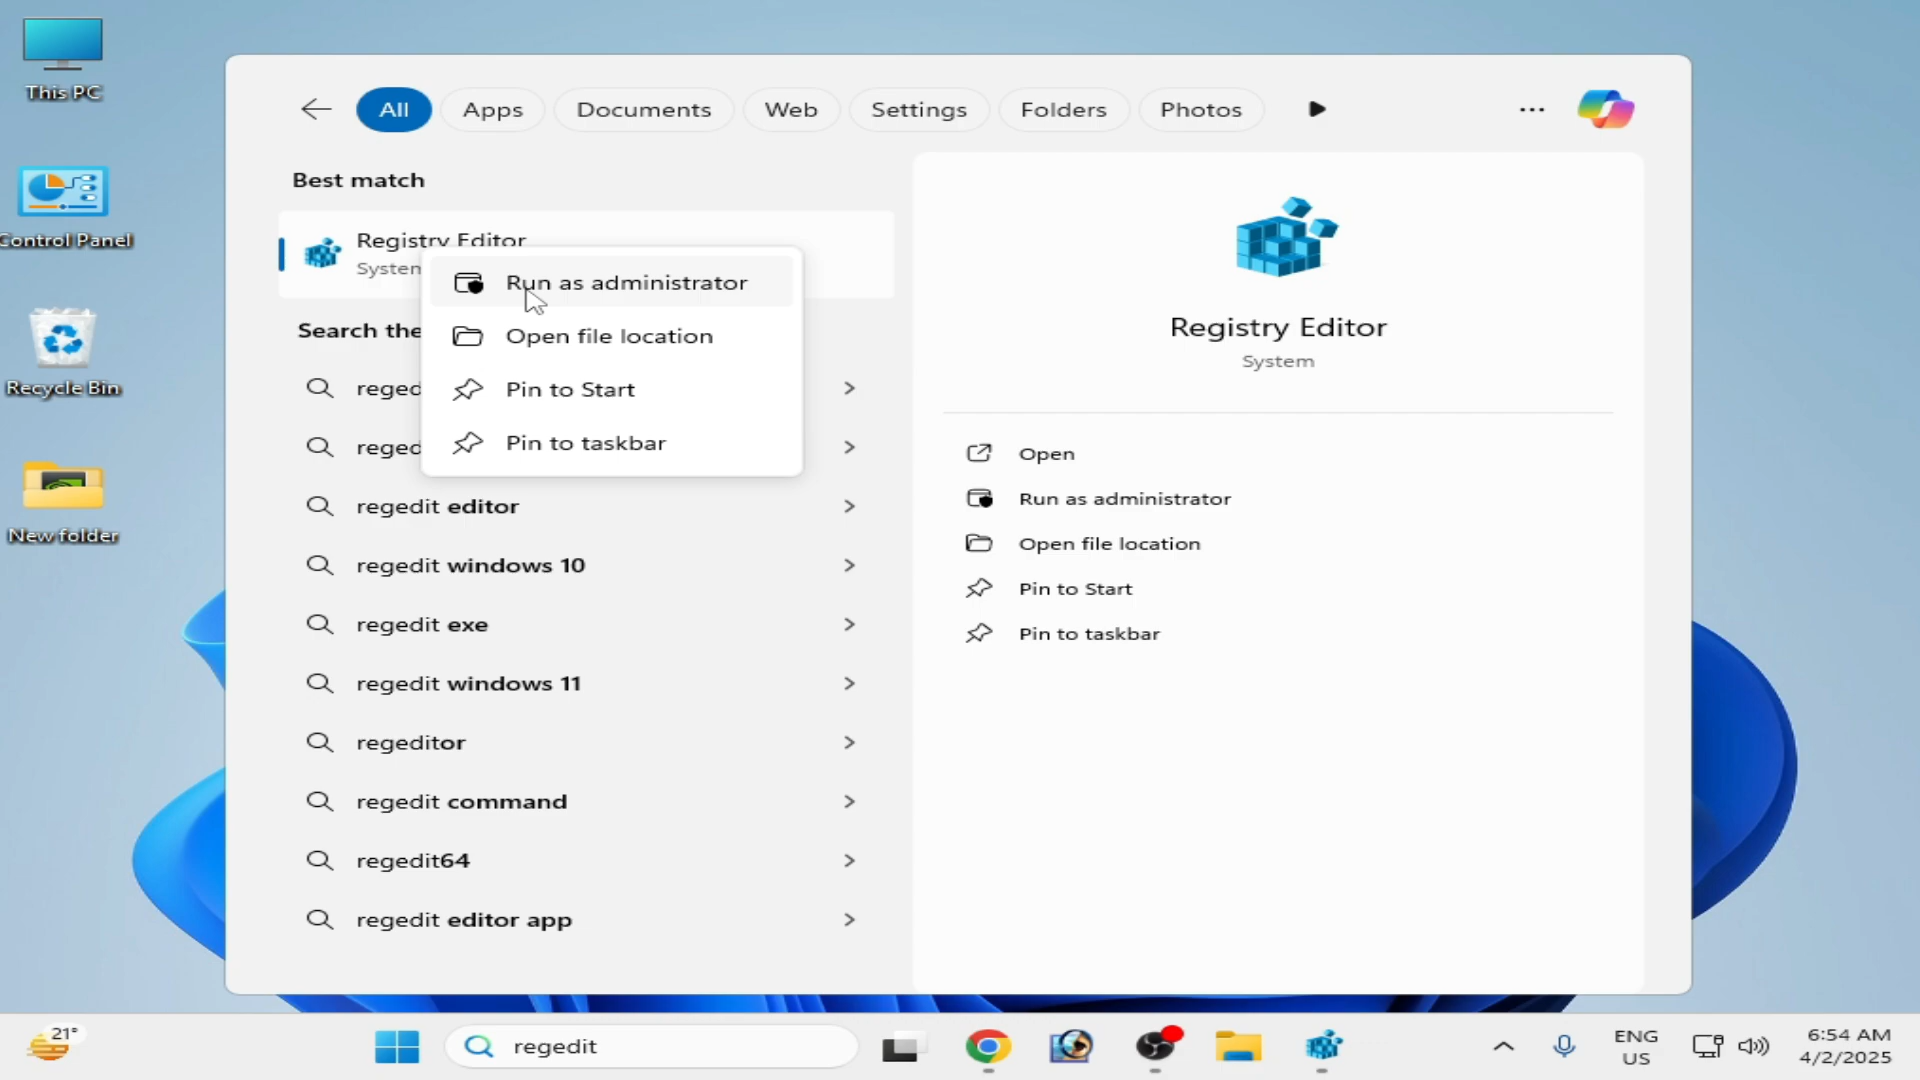 This PC
Control Panel
Recycle Bin
New folder
All
Apps
Documents
Web
Settings
Folders
Photos
Best match
Registry Editor
System
Run as administrator
Open file location
Pin to Start
Pin to taskbar
Search the
regedit editor
regedit windows 10
regedit exe
regedit windows 11
regeditor
regedit command
regedit64
regedit editor app
Registry Editor
System
Open
Run as administrator
Open file location
Pin to Start
Pin to taskbar
21°
regedit
ENG
US
6:54 AM
4/2/2025